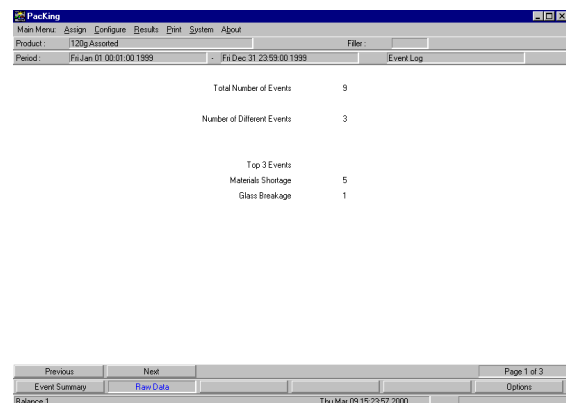 PacKing
Main Menu: Assign Configure Results Print System About
Product : 120g Assorted Filler :
Period : Fri Jan 01 00:01:00 1999 - Fri Dec 31 23:59:00 1999 Event Log
Total Number of Events 9
Number of Different Events 3
Top 3 Events
Materials Shortage 5
Glass Breakage 1
Previous Next Page 1 of 3
Event Summary Raw Data Options
Balance 1 Thu Mar 09 15:23:57 2000